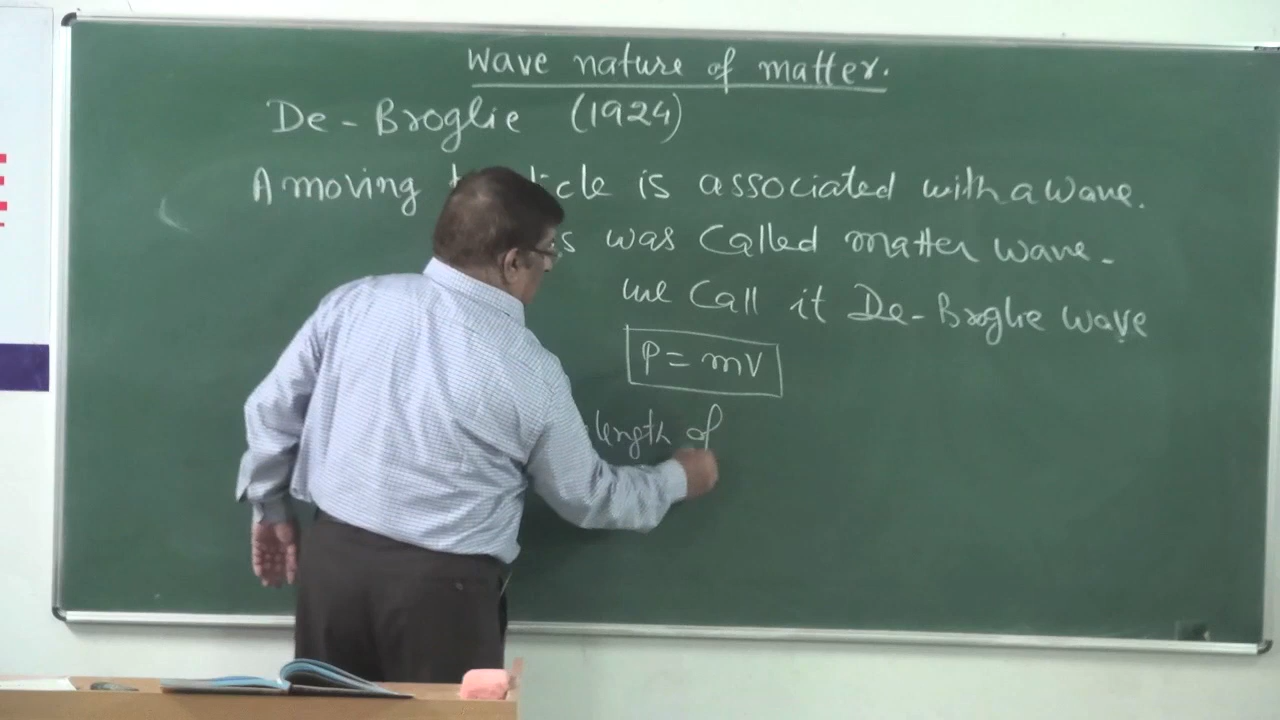 Wave nature of matter.
De-Broglie (1924)
A moving icle is associated with a wave.
s was Called matter wave.
we Call it De-Broglie wave
P = mV
length of